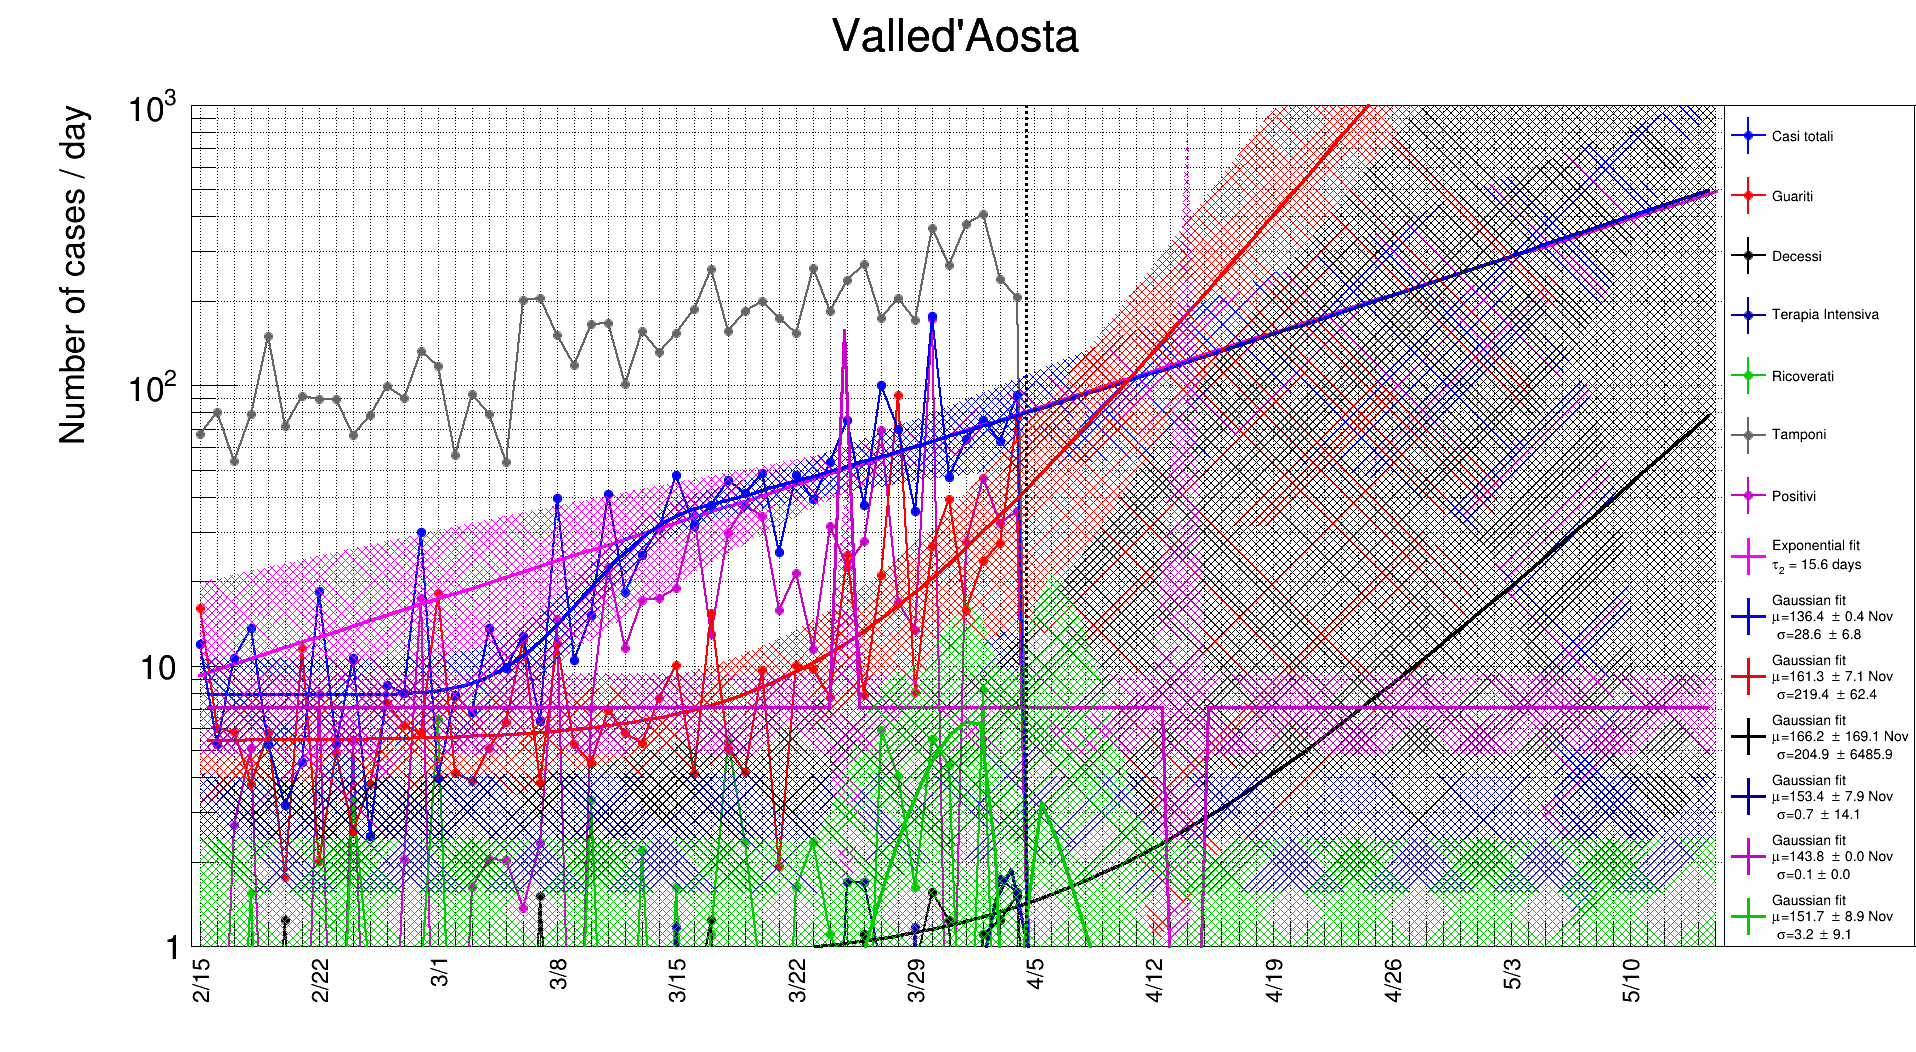 Valled'Aosta
Number of cases / day
10³
10²
10
1
2/15
2/22
3/1
3/8
3/15
3/22
3/29
4/5
4/12
4/19
4/26
5/3
5/10
Casi totali
Guariti
Decessi
Terapia Intensiva
Ricoverati
Tamponi
Positivi
Exponential fit
τ₂ = 15.6 days
Gaussian fit
μ=136.4 ± 0.4 Nov
σ=28.6 ± 6.8
Gaussian fit
μ=161.3 ± 7.1 Nov
σ=219.4 ± 62.4
Gaussian fit
μ=166.2 ± 169.1 Nov
σ=204.9 ± 6485.9
Gaussian fit
μ=153.4 ± 7.9 Nov
σ=0.7 ± 14.1
Gaussian fit
μ=143.8 ± 0.0 Nov
σ=0.1 ± 0.0
Gaussian fit
μ=151.7 ± 8.9 Nov
σ=3.2 ± 9.1